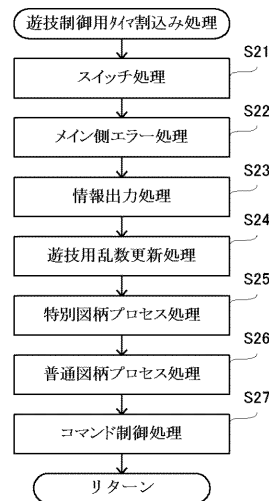 遊技制御用ﾀｲﾏ割込み処理
S21
スイッチ処理
S22
メイン側エラー処理
S23
情報出力処理
S24
遊技用乱数更新処理
S25
特別図柄プロセス処理
S26
普通図柄プロセス処理
S27
コマンド制御処理
リターン